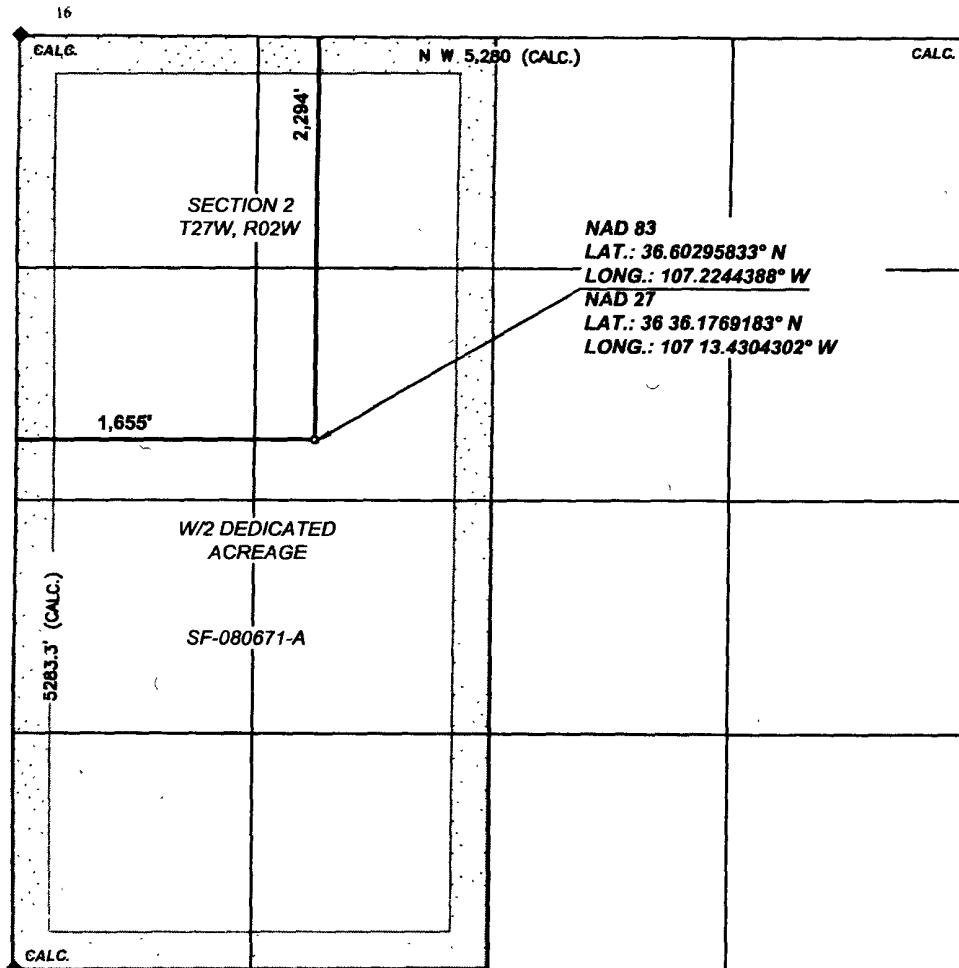 16
CALC.
N W 5,280 (CALC.)
CALC.
2,294'
SECTION 2
T27W, R02W
NAD 83
LAT.: 36.60295833° N
LONG.: 107.2244388° W
NAD 27
LAT.: 36 36.1769183° N
LONG.: 107 13.4304302° W
1,655'
W/2 DEDICATED
ACREAGE
5283.3' (CALC.)
SF-080671-A
CALC.